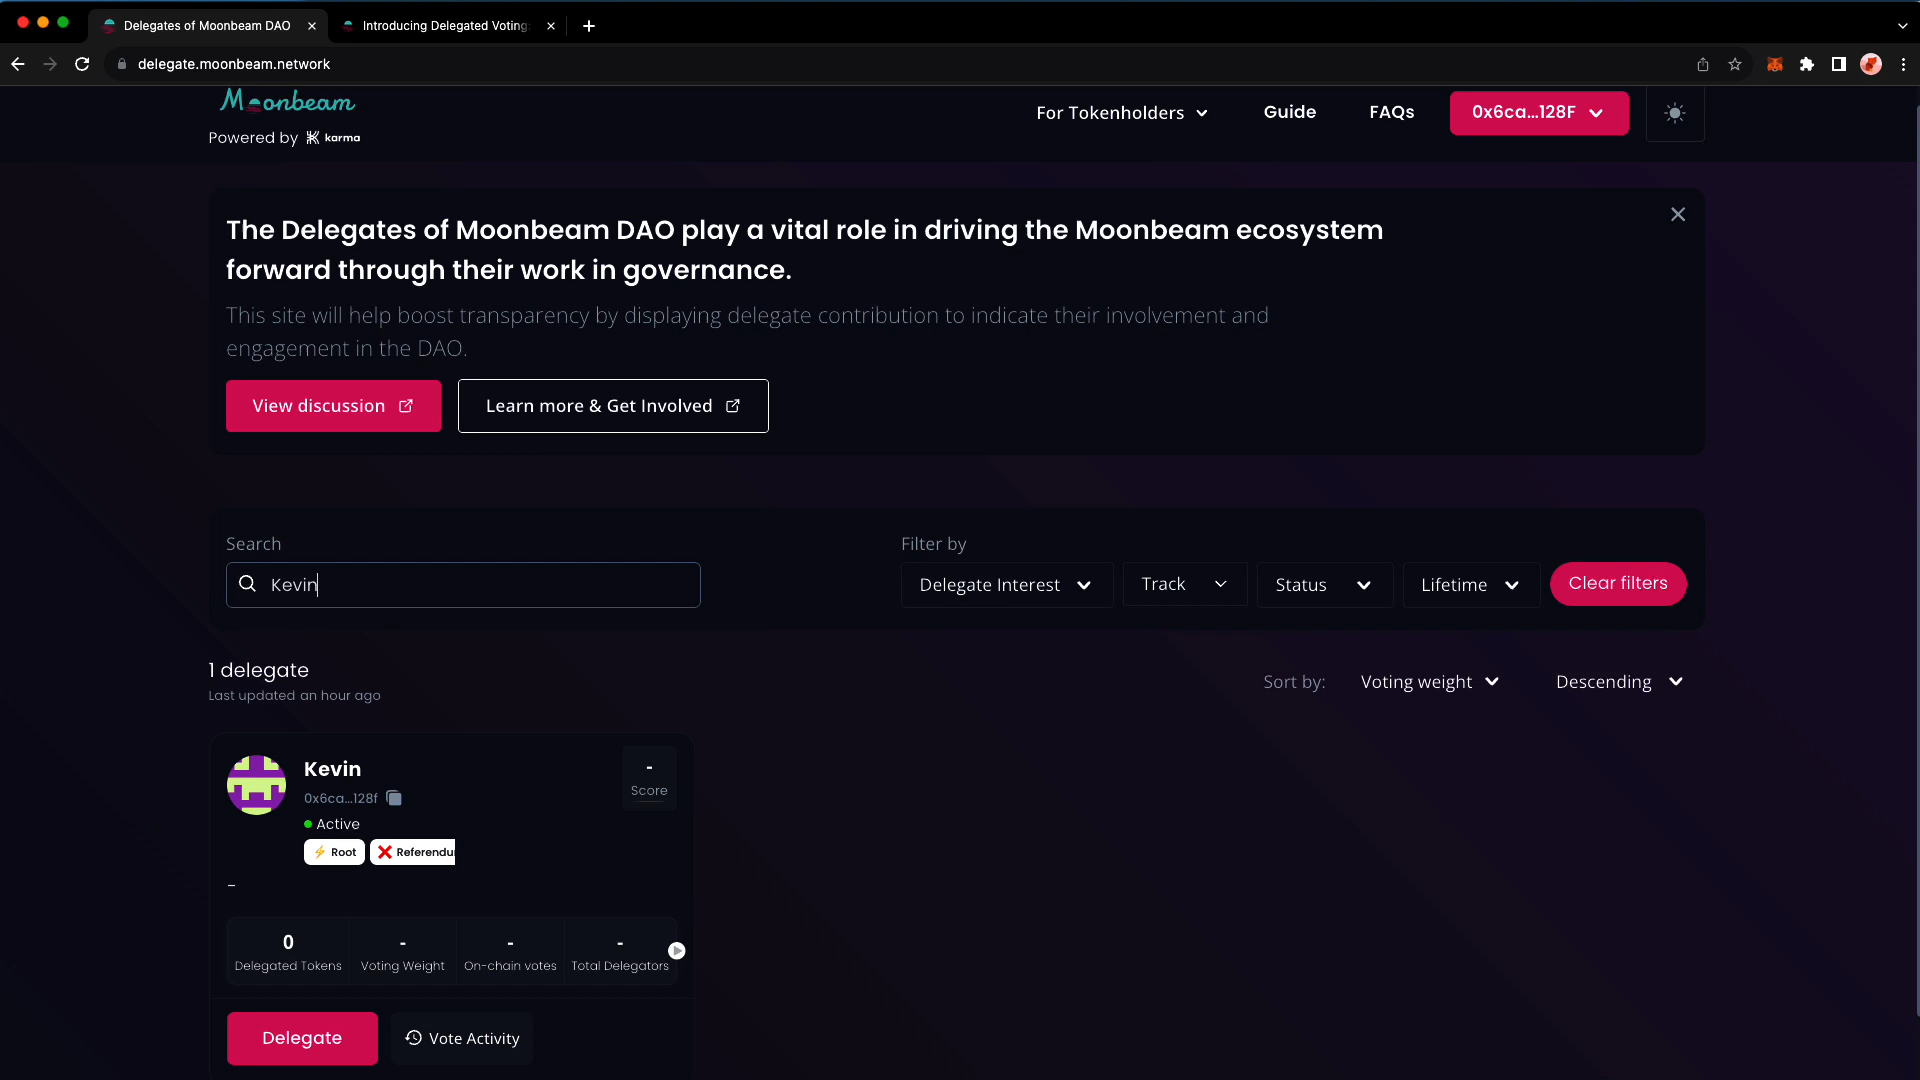 Delegates of Moonbeam DAO
Introducing Delegated Voting
delegate.moonbeam.network
Moonbeam
Powered by karma
For Tokenholders
Guide
FAQs
0x6ca...128F
The Delegates of Moonbeam DAO play a vital role in driving the Moonbeam ecosystem
forward through their work in governance.
This site will help boost transparency by displaying delegate contribution to indicate their involvement and
engagement in the DAO.
View discussion
Learn more & Get Involved
Search
Filter by
Kevin
Delegate Interest
Track
Status
Lifetime
Clear filters
1 delegate
Last updated an hour ago
Sort by:
Voting weight
Descending
Kevin
-
Score
0x6ca...128f
Active
Root
Referendu
–
0
-
-
-
Delegated Tokens
Voting Weight
On-chain votes
Total Delegators
Delegate
Vote Activity